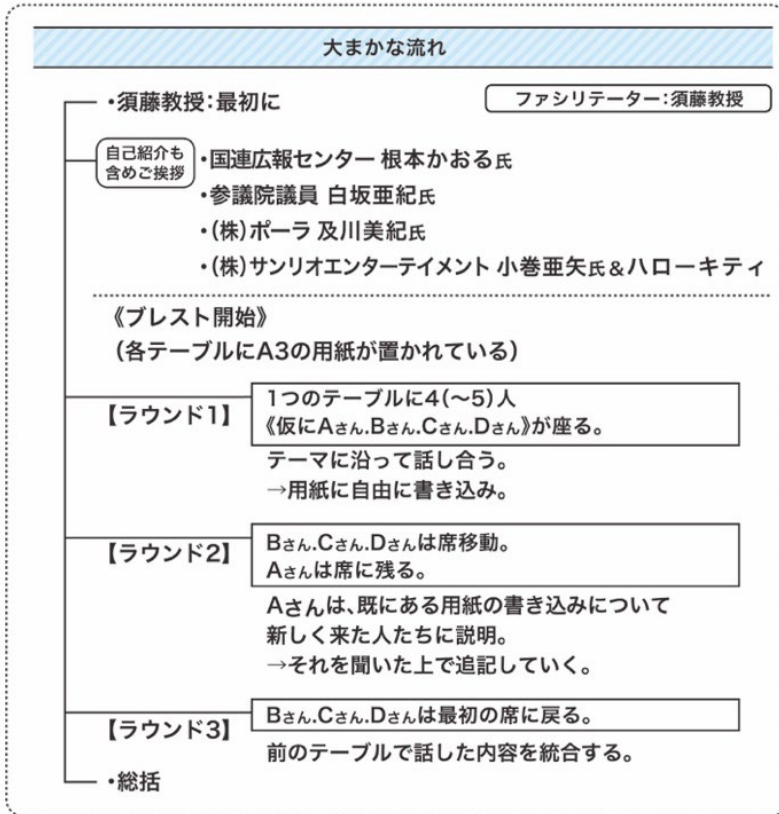 大まかな流れ
・須藤教授:最初に
ファシリテーター:須藤教授
自己紹介も
含めご挨拶
・国連広報センター 根本かおる氏
・参議院議員 白坂亜紀氏
・(株)ポーラ 及川美紀氏
・(株)サンリオエンターテイメント 小巻亜矢氏&ハローキティ
《ブレスト開始》
(各テーブルにA3の用紙が置かれている)
【ラウンド1】
1つのテーブルに4(〜5)人
《仮にAさん.Bさん.Cさん.Dさん》が座る。
テーマに沿って話し合う。
→用紙に自由に書き込み。
【ラウンド2】
Bさん.Cさん.Dさんは席移動。
Aさんは席に残る。
Aさんは、既にある用紙の書き込みについて
新しく来た人たちに説明。
→それを聞いた上で追記していく。
【ラウンド3】
Bさん.Cさん.Dさんは最初の席に戻る。
前のテーブルで話した内容を統合する。
・総括